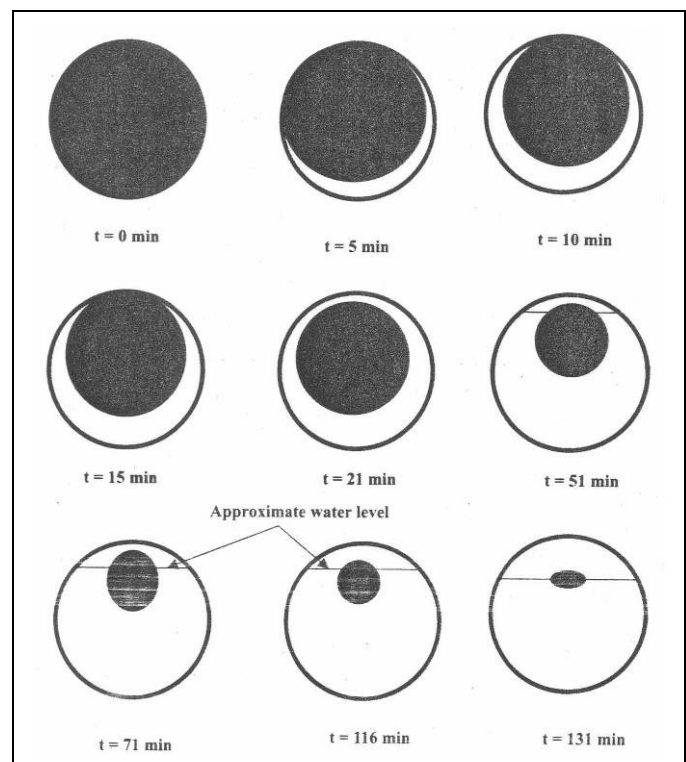 t = 0 min
t = 5 min
t = 10 min
t = 15 min
t = 21 min
t = 51 min
Approximate water level
t = 71 min
t = 116 min
t = 131 min